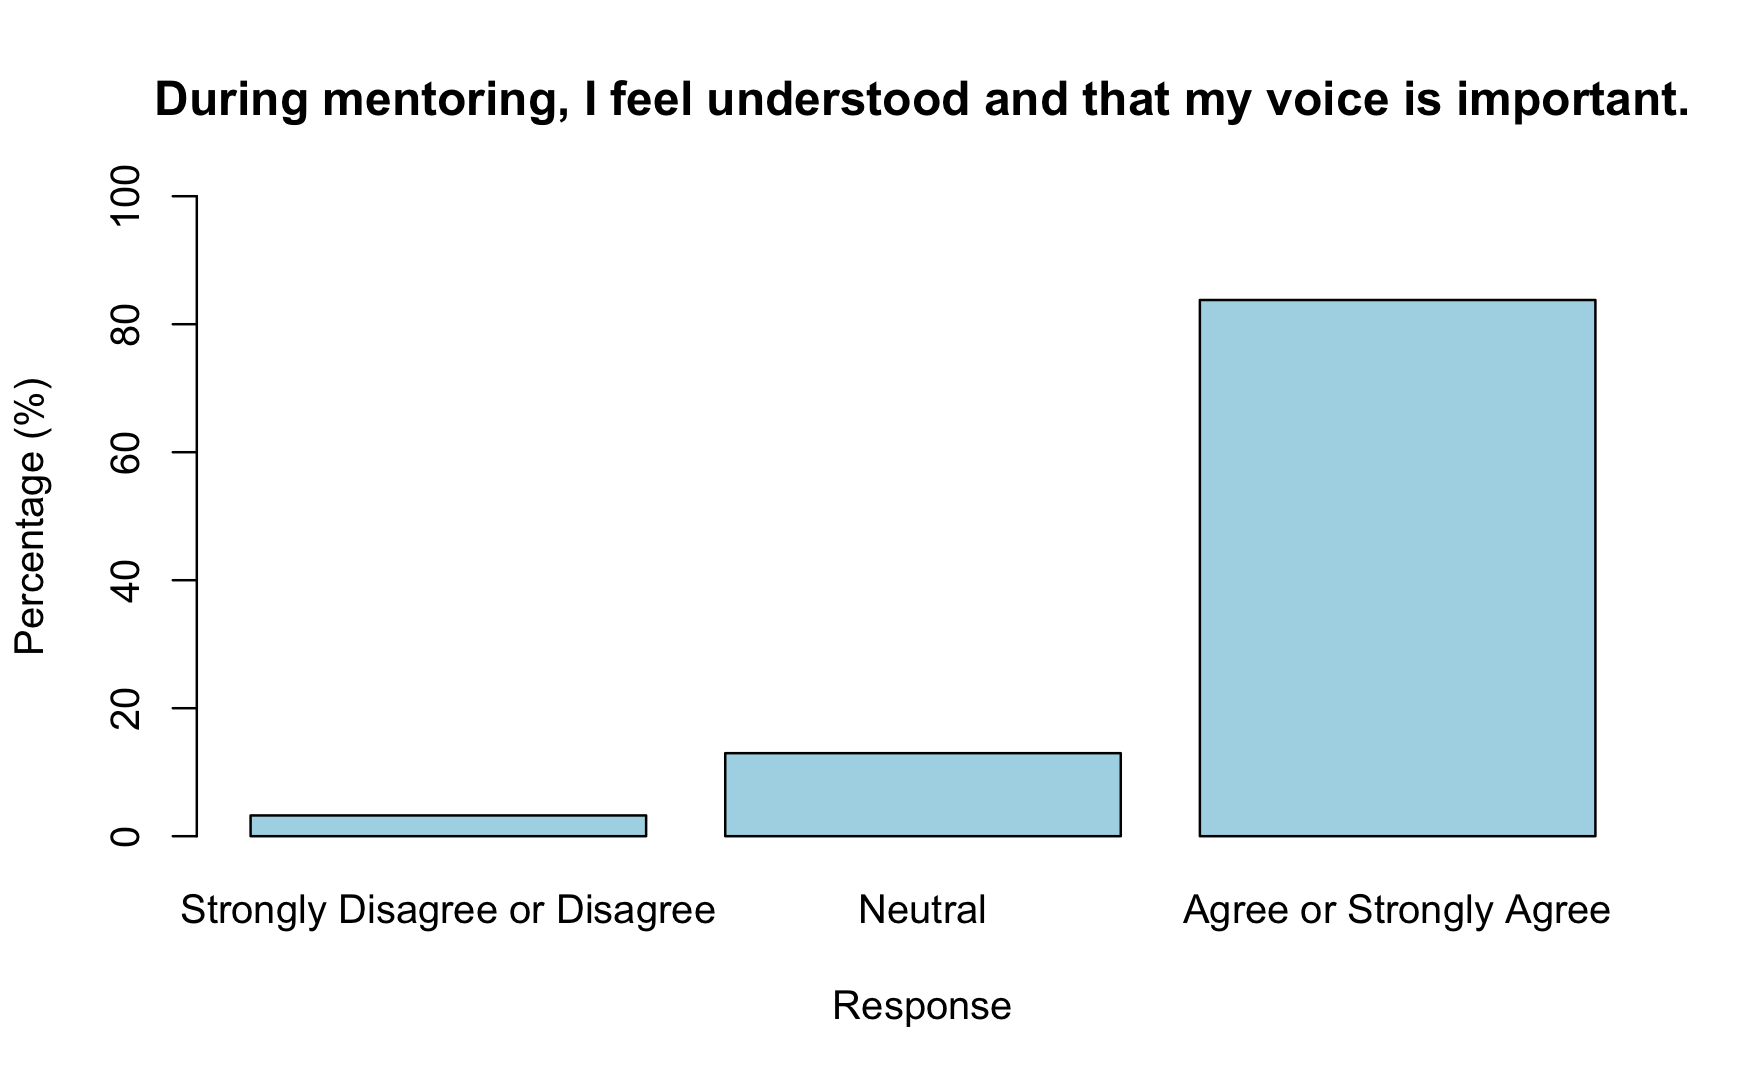 During mentoring, I feel understood and that my voice is important.
Percentage (%)
100
80
60
40
20
0
Strongly Disagree or Disagree
Neutral
Agree or Strongly Agree
Response